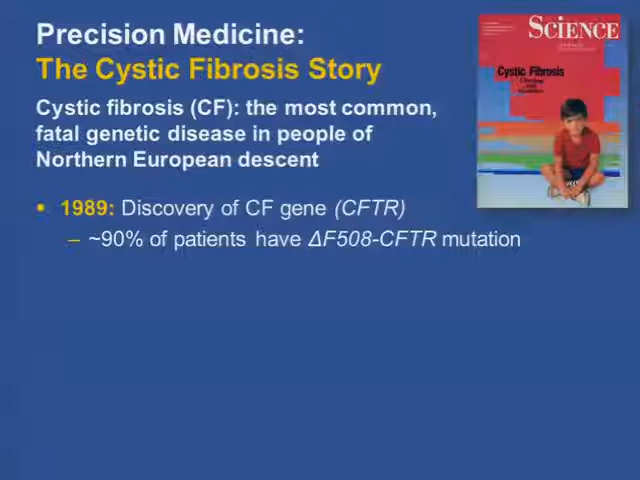 Precision Medicine:
The Cystic Fibrosis Story
Cystic fibrosis (CF): the most common,
fatal genetic disease in people of
Northern European descent
• 1989: Discovery of CF gene (CFTR)
– ~90% of patients have ΔF508-CFTR mutation
SCIENCE
Cystic Fibrosis